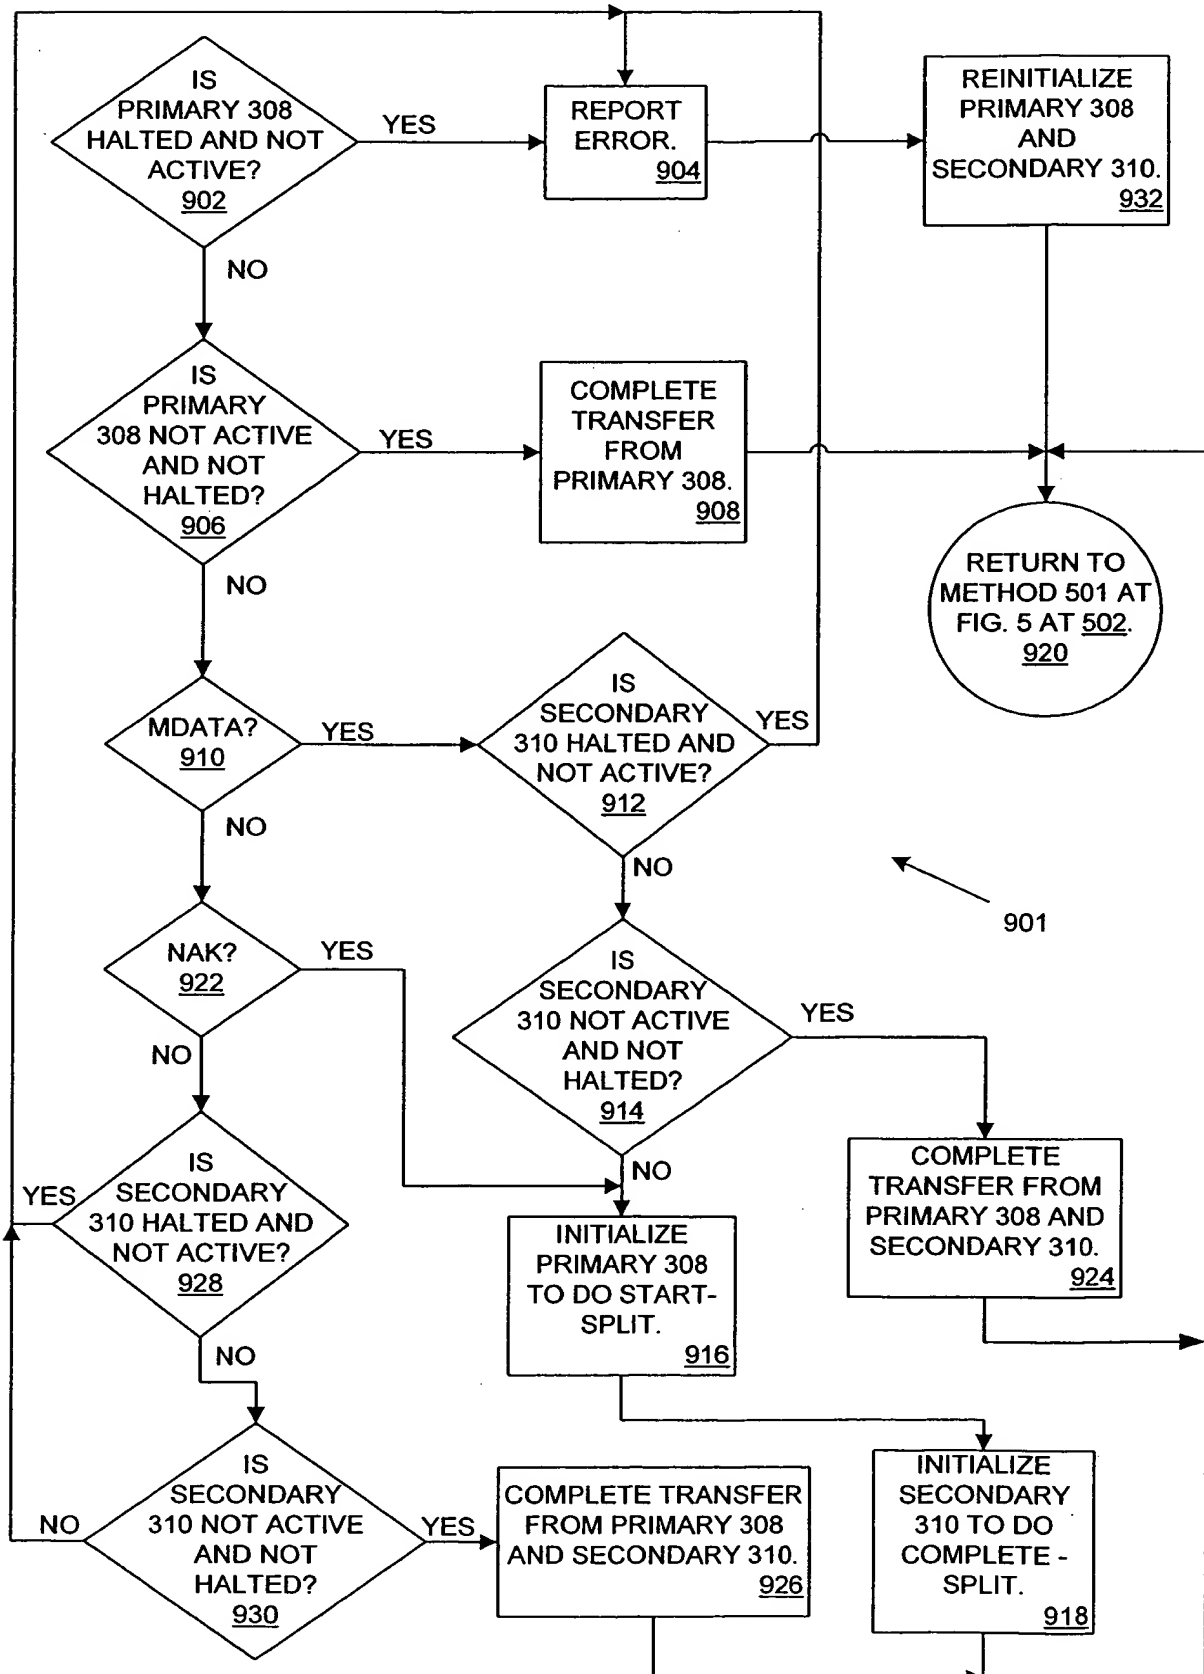 IS
PRIMARY 308
HALTED AND NOT
ACTIVE?
902
YES
NO
REPORT
ERROR.
904
REINITIALIZE
PRIMARY 308
AND
SECONDARY 310.
932
IS
PRIMARY
308 NOT ACTIVE
AND NOT
HALTED?
906
YES
NO
COMPLETE
TRANSFER
FROM
PRIMARY 308.
908
RETURN TO
METHOD 501 AT
FIG. 5 AT 502.
920
MDATA?
910
YES
NO
IS
SECONDARY
310 HALTED AND
NOT ACTIVE?
912
YES
NO
901
NAK?
922
YES
NO
IS
SECONDARY
310 NOT ACTIVE
AND NOT
HALTED?
914
YES
NO
IS
SECONDARY
310 HALTED AND
NOT ACTIVE?
928
YES
NO
INITIALIZE
PRIMARY 308
TO DO START-
SPLIT.
916
COMPLETE
TRANSFER FROM
PRIMARY 308 AND
SECONDARY 310.
924
IS
SECONDARY
310 NOT ACTIVE
AND NOT
HALTED?
930
NO
YES
COMPLETE TRANSFER
FROM PRIMARY 308
AND SECONDARY 310.
926
INITIALIZE
SECONDARY
310 TO DO
COMPLETE -
SPLIT.
918